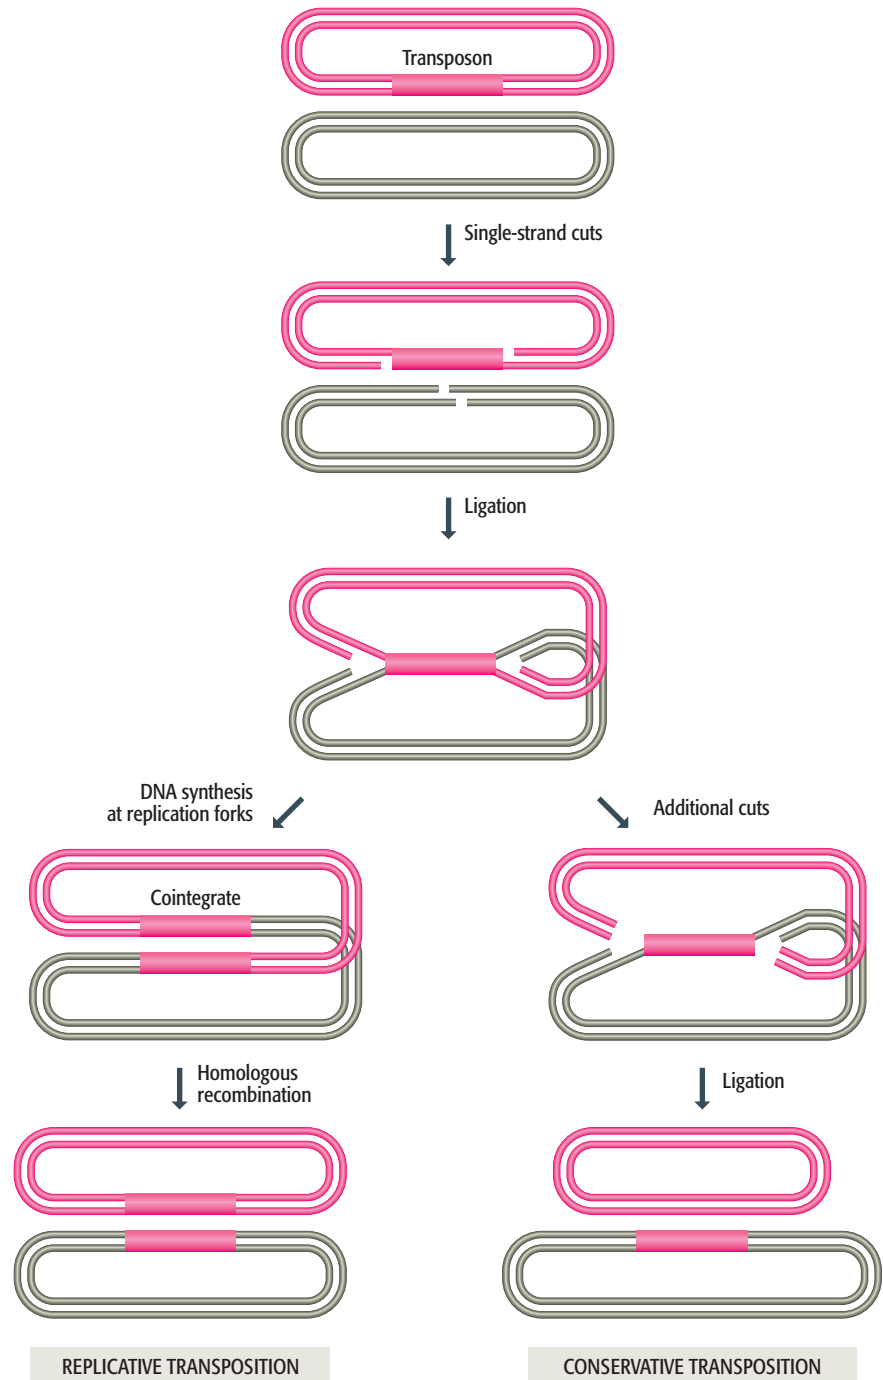 Transposon
Single-strand cuts
Ligation
DNA synthesis
at replication forks
Additional cuts
Cointegrate
Homologous
recombination
Ligation
REPLICATIVE TRANSPOSITION
CONSERVATIVE TRANSPOSITION